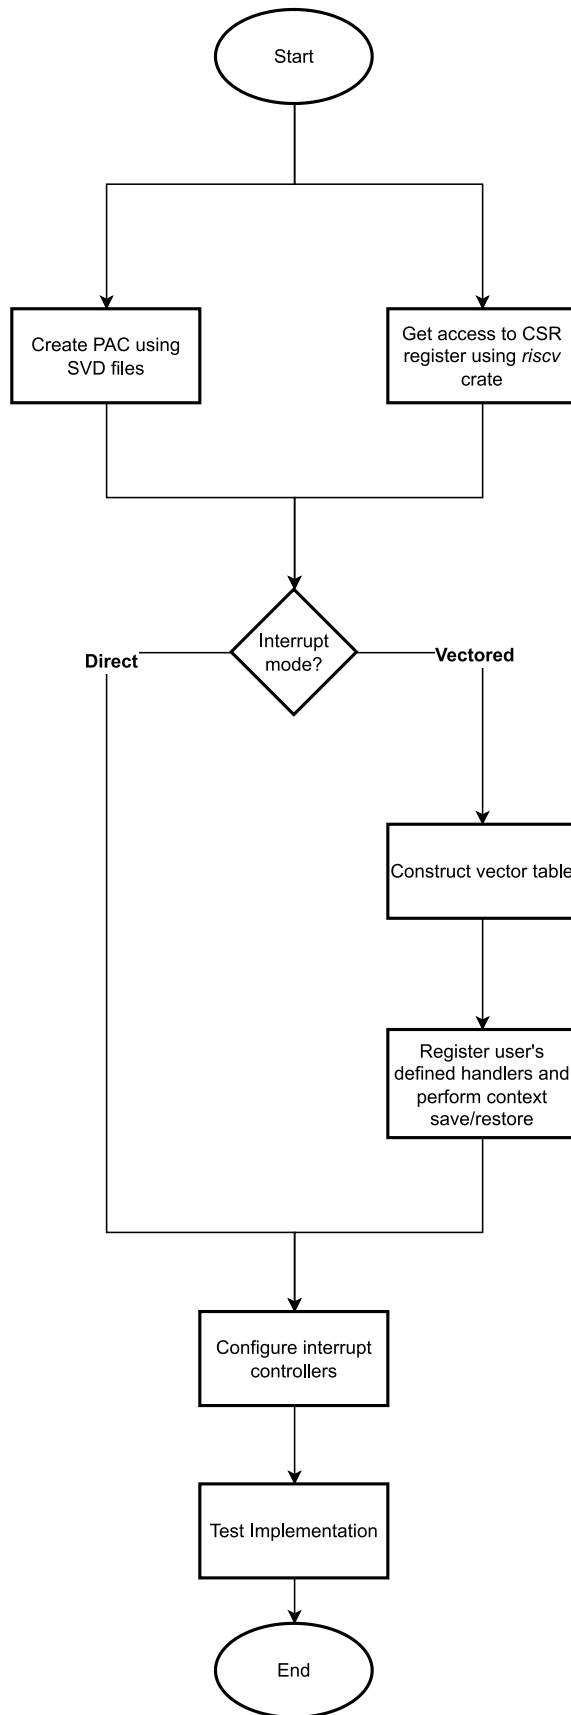 Start
Create PAC using
SVD files
Get access to CSR
register using riscv
crate
Interrupt
mode?
Direct
Vectored
Construct vector table
Register user's
defined handlers and
perform context
save/restore
Configure interrupt
controllers
Test Implementation
End